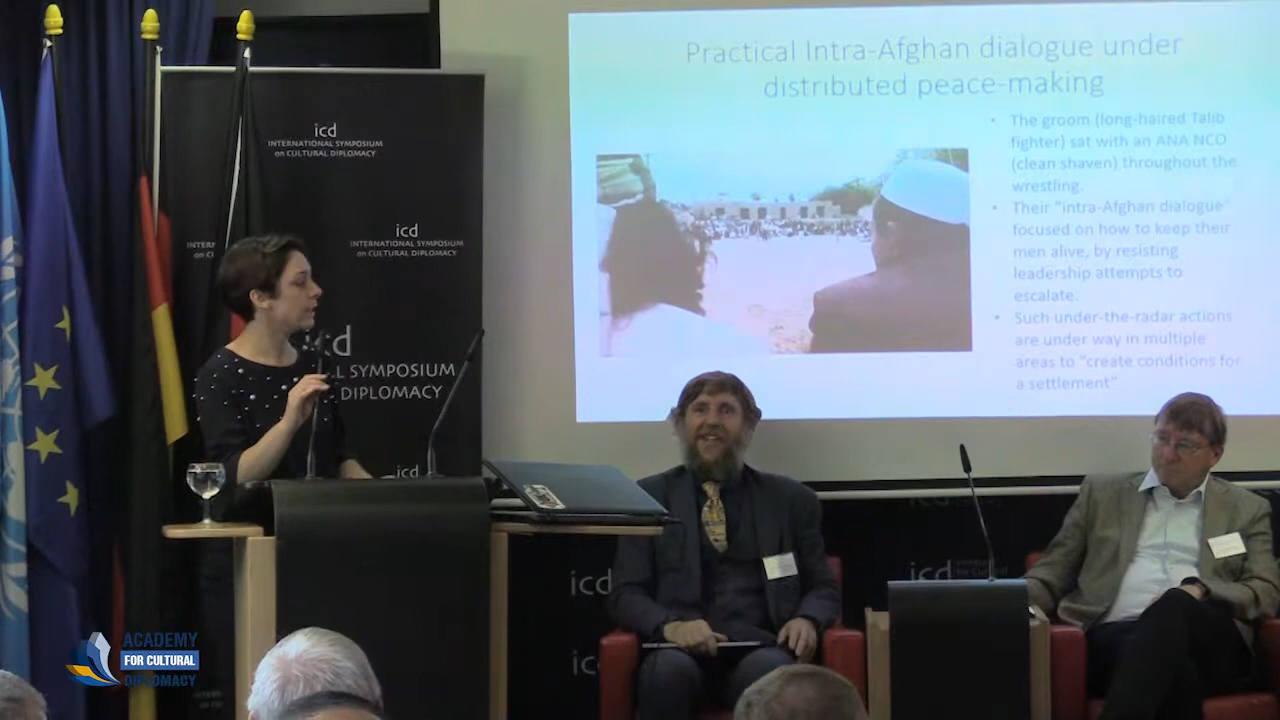 Practical Intra-Afghan dialogue under
distributed peace-making
• The groom (long-haired Talib
fighter) sat with an ANA NCO
(clean shaven) throughout the
wrestling.
• Their "intra-Afghan dialogue"
focused on how to keep their
men alive, by resisting
leadership attempts to
escalate.
• Such under-the-radar actions
are under way in multiple
areas to "create conditions for
a settlement"
icd
INTERNATIONAL SYMPOSIUM
on CULTURAL DIPLOMACY
icd
INTERNATIONAL SYMPOSIUM
on CULTURAL DIPLOMACY
INTERN
SYMPOSIUM
DIPLOMACY
icd
icd
icd
icd
ACADEMY
FOR CULTURAL
DIPLOMACY
INTERN